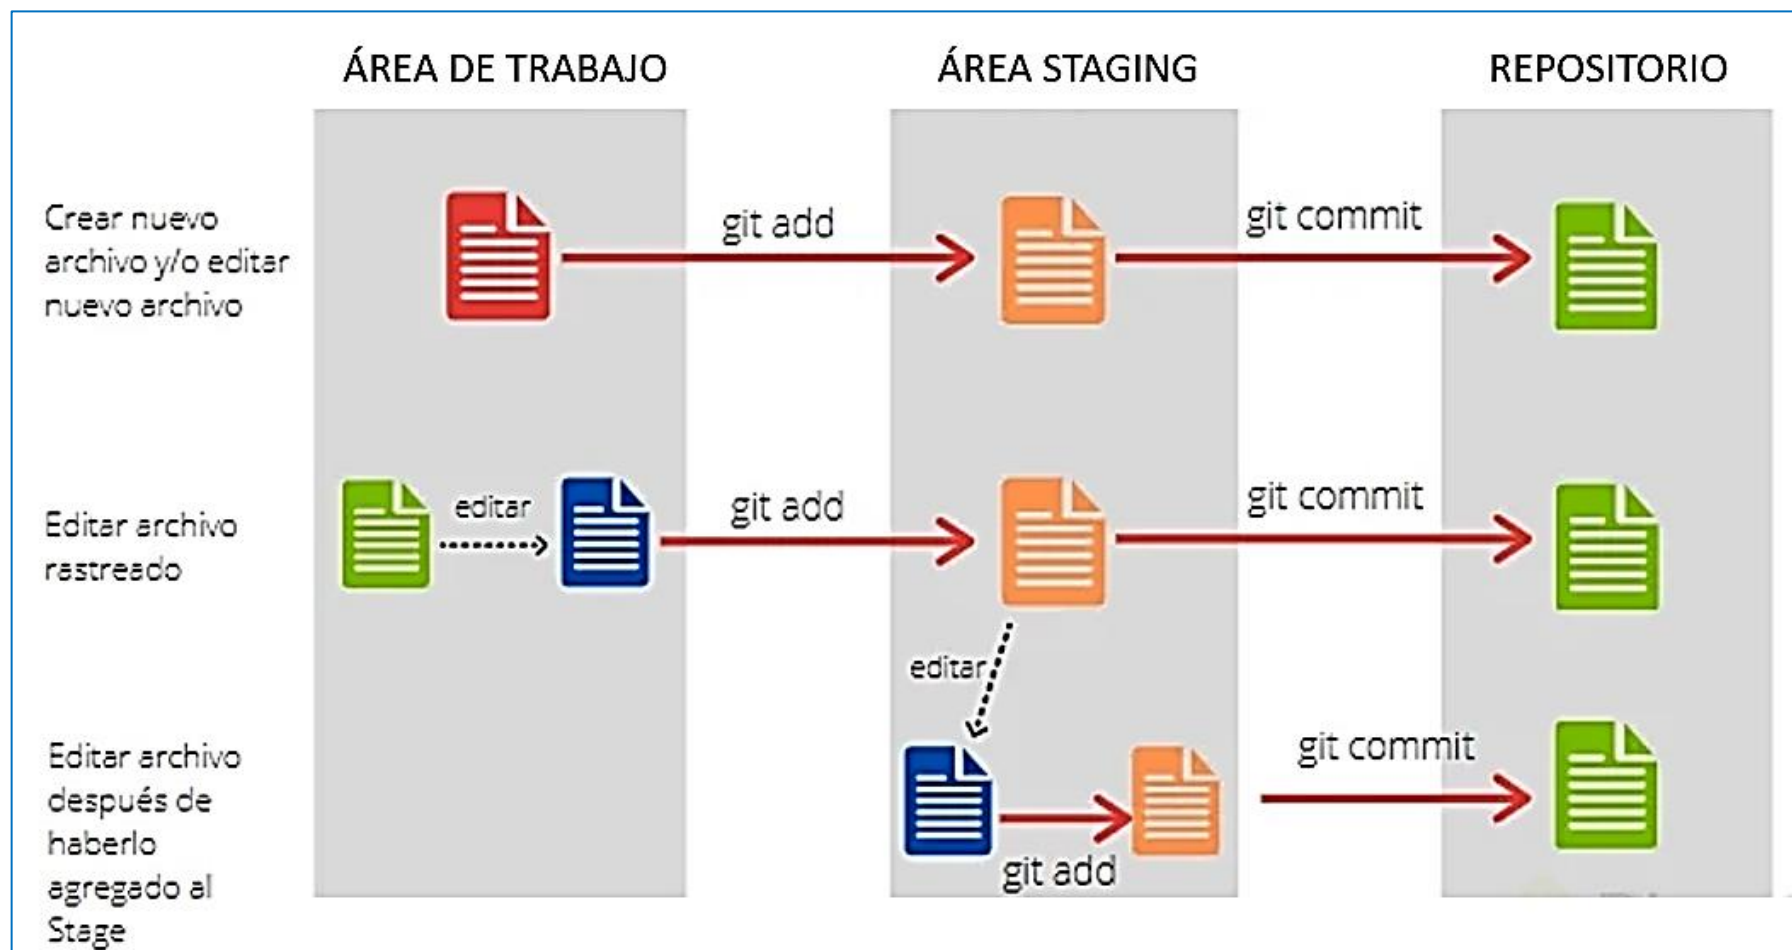 ÁREA DE TRABAJO
ÁREA STAGING
REPOSITORIO
Crear nuevo
archivo y/o editar
nuevo archivo
git add
git commit
Editar archivo
rastreado
editar
git add
git commit
editar
Editar archivo
después de
haberlo
agregado al
Stage
git add
git commit